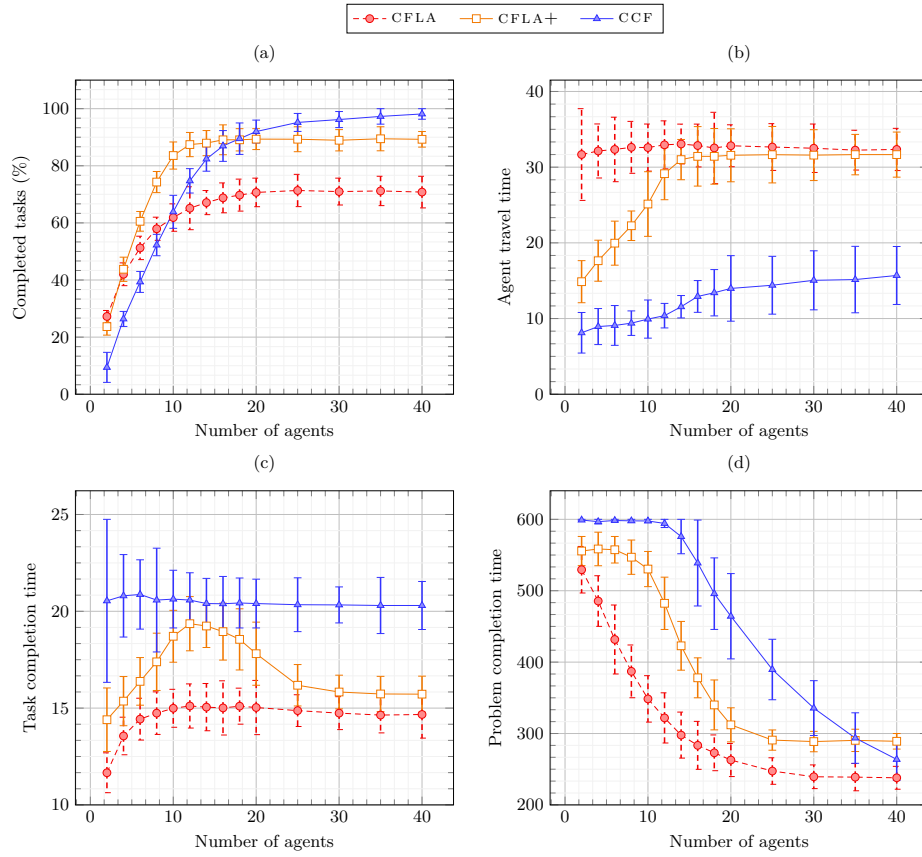 CFLA CFLA+ CCF
(a)
Completed tasks (%)
0
20
40
60
80
100
0 10 20 30 40
Number of agents
(b)
Agent travel time
0
10
20
30
40
0 10 20 30 40
Number of agents
(c)
Task completion time
10
15
20
25
0 10 20 30 40
Number of agents
(d)
Problem completion time
200
300
400
500
600
0 10 20 30 40
Number of agents